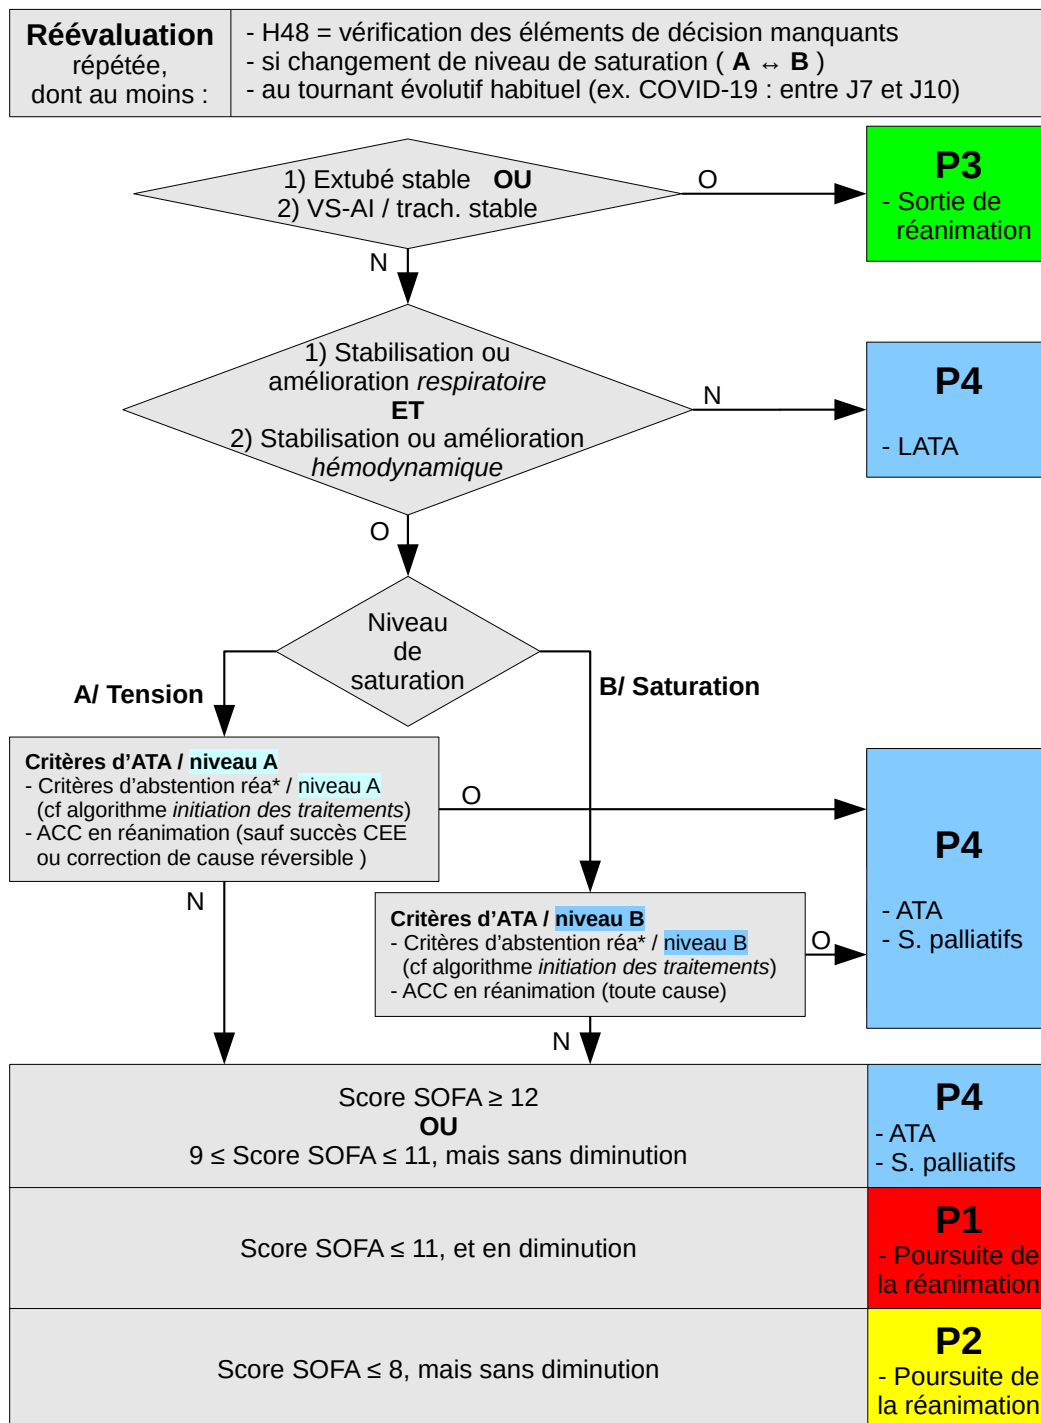 Réévaluation
répétée,
dont au moins :
- H48 = vérification des éléments de décision manquants
- si changement de niveau de saturation ( A ↔ B )
- au tournant évolutif habituel (ex. COVID-19 : entre J7 et J10)
1) Extubé stable OU
2) VS-AI / trach. stable
O
P3
- Sortie de
réanimation
N
1) Stabilisation ou
amélioration respiratoire
ET
2) Stabilisation ou amélioration
hémodynamique
N
P4
- LATA
O
Niveau
de
saturation
A/ Tension
B/ Saturation
Critères d’ATA / niveau A
- Critères d’abstention réa* / niveau A
(cf algorithme initiation des traitements)
- ACC en réanimation (sauf succès CEE
ou correction de cause réversible )
O
N
Critères d’ATA / niveau B
- Critères d’abstention réa* / niveau B
(cf algorithme initiation des traitements)
- ACC en réanimation (toute cause)
O
N
P4
- ATA
- S. palliatifs
Score SOFA ≥ 12
OU
9 ≤ Score SOFA ≤ 11, mais sans diminution
P4
- ATA
- S. palliatifs
Score SOFA ≤ 11, et en diminution
P1
- Poursuite de
la réanimation
Score SOFA ≤ 8, mais sans diminution
P2
- Poursuite de
la réanimation